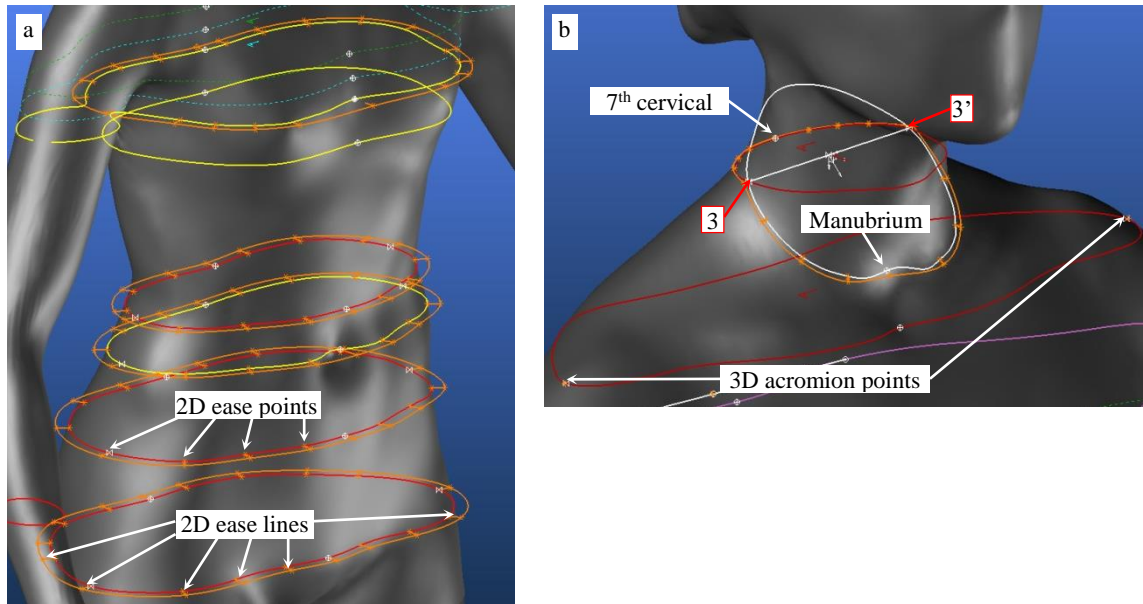 a
2D ease points
2D ease lines
b
7th cervical
3’
3
Manubrium
3D acromion points